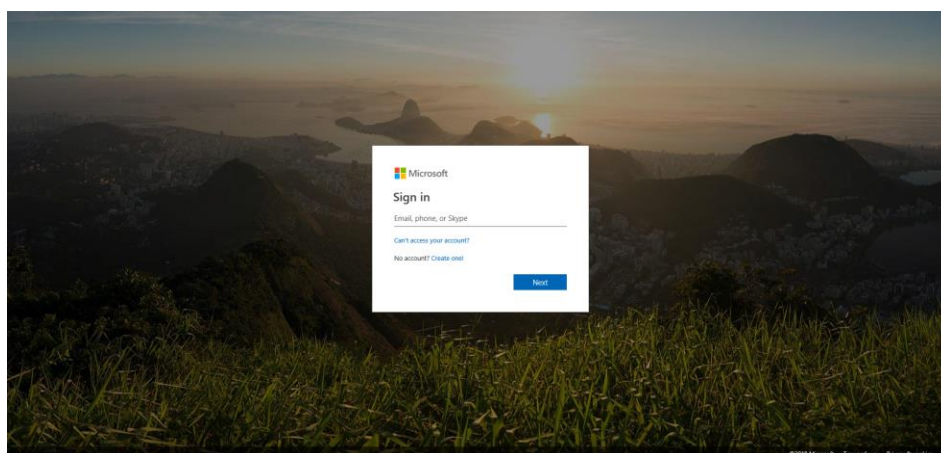 Microsoft
Sign in
Email, phone, or Skype
Can't access your account?
No account? Create one!
Next